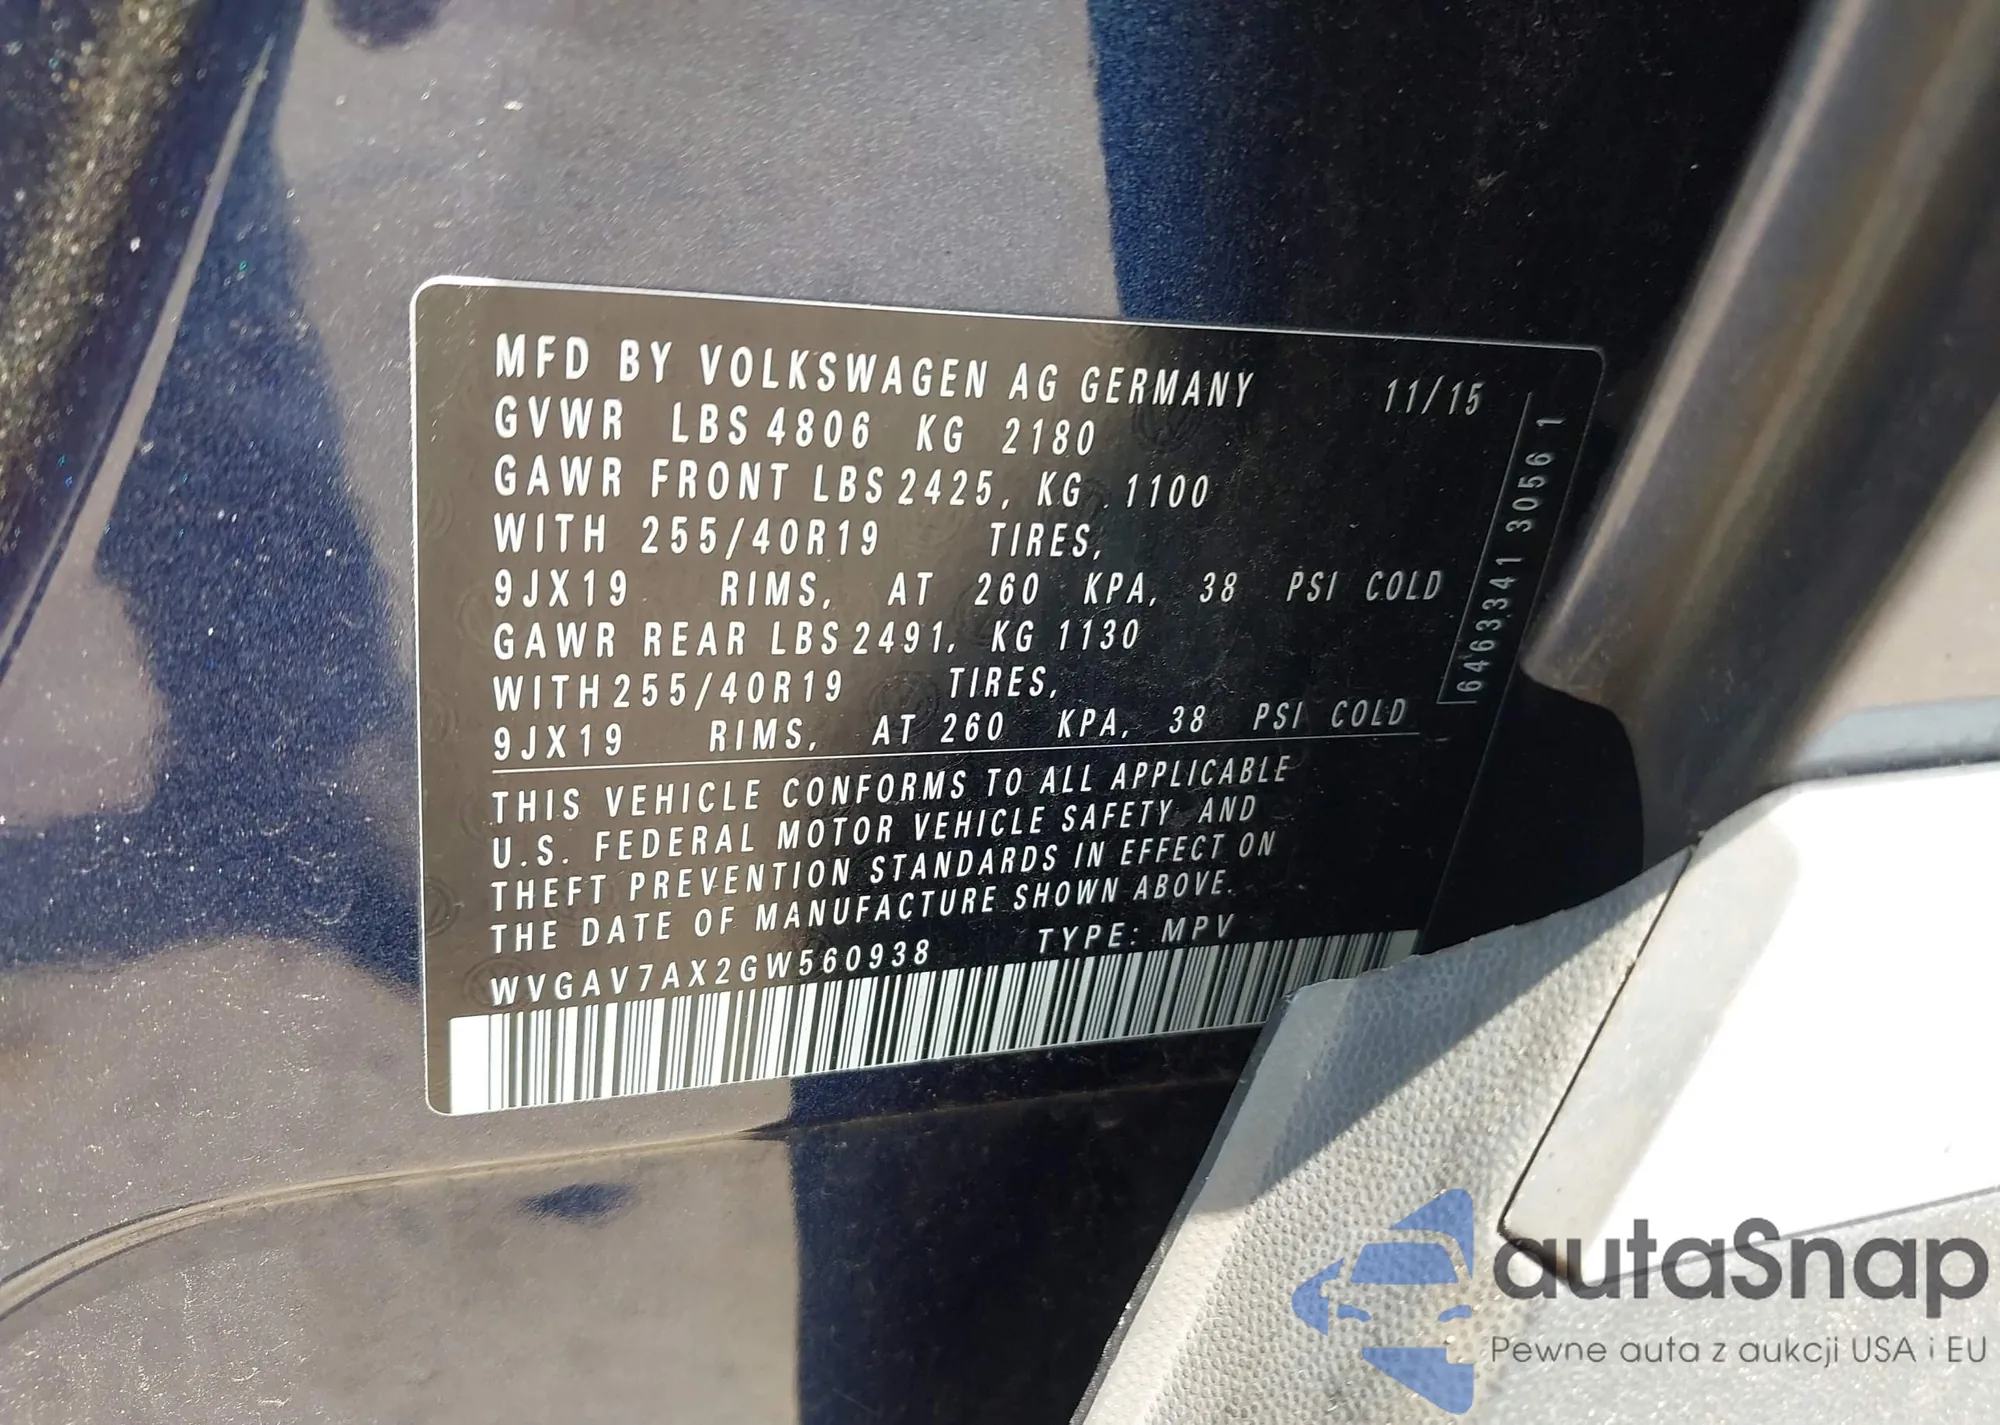 MFD BY VOLKSWAGEN AG GERMANY 11/15
GVWR LBS 4806 KG 2180
GAWR FRONT LBS 2425, KG 1100
WITH 255/40R19 TIRES,
9JX19 RIMS, AT 260 KPA, 38 PSI COLD
GAWR REAR LBS 2491, KG 1130
WITH 255/40R19 TIRES,
9JX19 RIMS, AT 260 KPA, 38 PSI COLD
THIS VEHICLE CONFORMS TO ALL APPLICABLE
U.S. FEDERAL MOTOR VEHICLE SAFETY AND
THEFT PREVENTION STANDARDS IN EFFECT ON
THE DATE OF MANUFACTURE SHOWN ABOVE.
WVGAV7AX2GW560938 TYPE: MPV
6463341 3056 1
autaSnap
Pewne auta z aukcji USA i EU